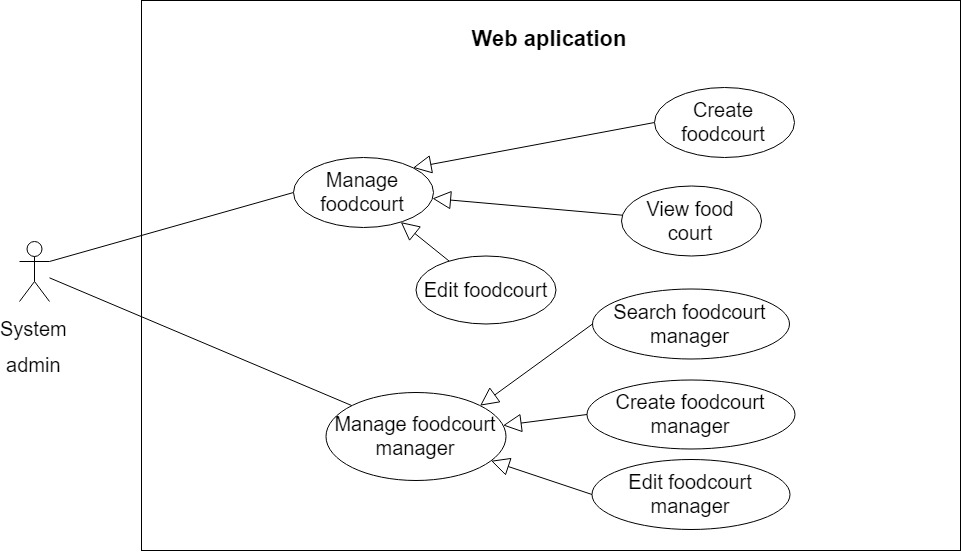 Web aplication
Create
foodcourt
Manage
foodcourt
View food
court
Edit foodcourt
System
admin
Search foodcourt
manager
Create foodcourt
manager
Manage foodcourt
manager
Edit foodcourt
manager